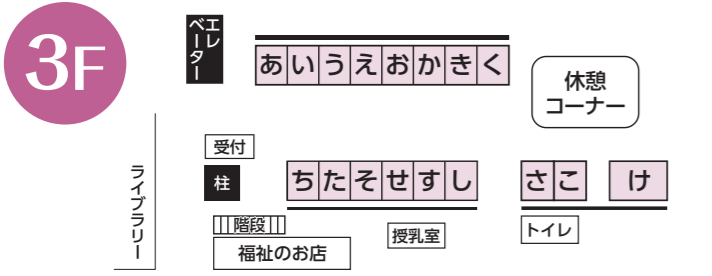 3F
エレベーター
あいうえおかきく
休憩
コーナー
受付
柱
ちたそせすし
さこ
け
ライブラリー
階段
福祉のお店
授乳室
トイレ